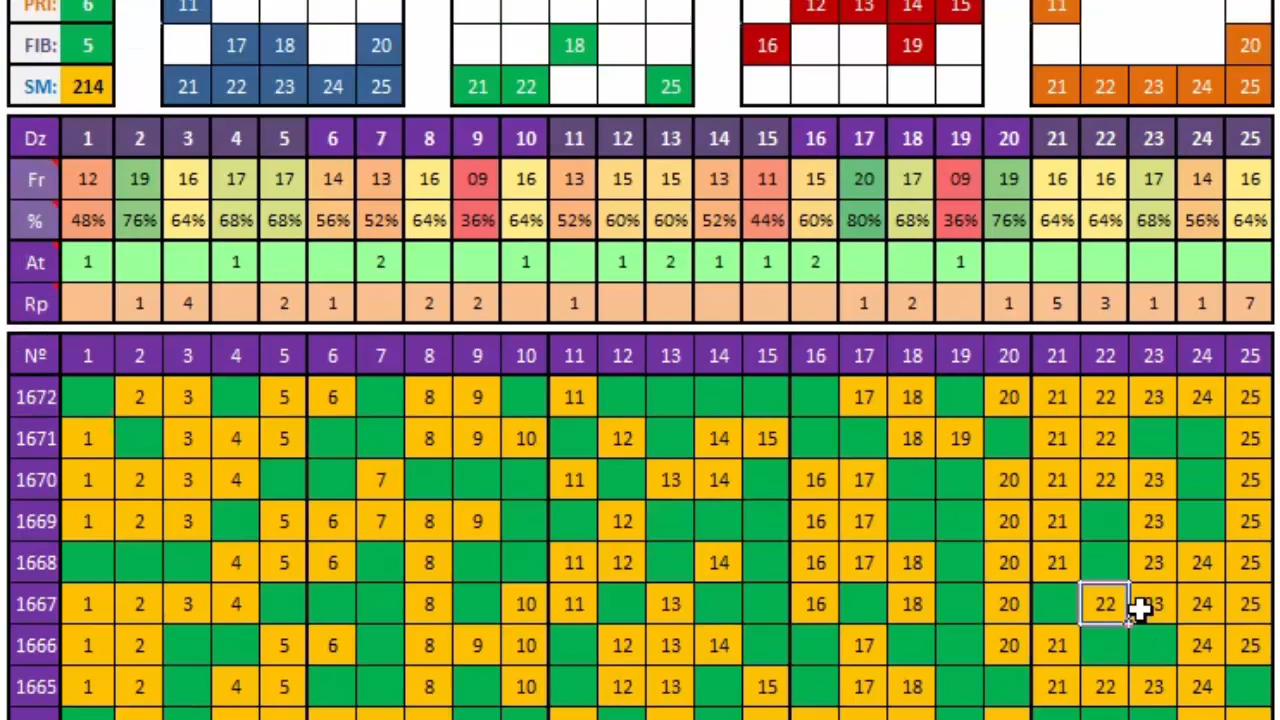 PRI: 6 11 12 13 14 15 11
FIB: 5 17 18 20 18 16 19 20
SM: 214 21 22 23 24 25 21 22 25 21 22 23 24 25
Dz 1 2 3 4 5 6 7 8 9 10 11 12 13 14 15 16 17 18 19 20 21 22 23 24 25
Fr 12 19 16 17 17 14 13 16 09 16 13 15 15 13 11 15 20 17 09 19 16 16 17 14 16
% 48% 76% 64% 68% 68% 56% 52% 64% 36% 64% 52% 60% 60% 52% 44% 60% 80% 68% 36% 76% 64% 64% 68% 56% 64%
At 1 1 2 1 1 2 1 1 2 1
Rp 1 4 2 1 2 2 1 1 2 1 5 3 1 1 7
Nº 1 2 3 4 5 6 7 8 9 10 11 12 13 14 15 16 17 18 19 20 21 22 23 24 25
1672 2 3 5 6 8 9 11 17 18 20 21 22 23 24 25
1671 1 3 4 5 8 9 10 12 14 15 18 19 21 22 25
1670 1 2 3 4 7 11 13 14 16 17 20 21 22 23 25
1669 1 2 3 5 6 7 8 9 12 16 17 20 21 23 25
1668 4 5 6 8 11 12 14 16 17 18 20 21 23 24 25
1667 1 2 3 4 8 10 11 13 16 18 20 22 23 24 25
1666 1 2 5 6 8 9 10 12 13 14 17 20 21 24 25
1665 1 2 4 5 8 10 12 13 15 17 18 21 22 23 24